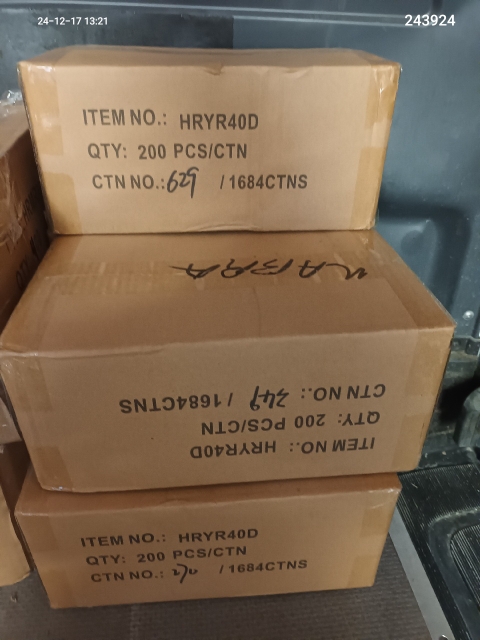 24-12-17 13:21
243924
ITEM NO.: HRYR40D
QTY: 200 PCS/CTN
CTN NO.: 629 / 1684CTNS
ITEM NO.: HRYR40D
QTY: 200 PCS/CTN
CTN NO.: 349 / 1684CTNS
ITEM NO.: HRYR40D
QTY: 200 PCS/CTN
CTN NO.: / 1684CTNS